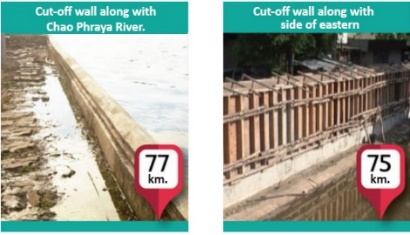 Cut-off wall along with
Chao Phraya River.
77
km.
Cut-off wall along with
side of eastern
75
km.